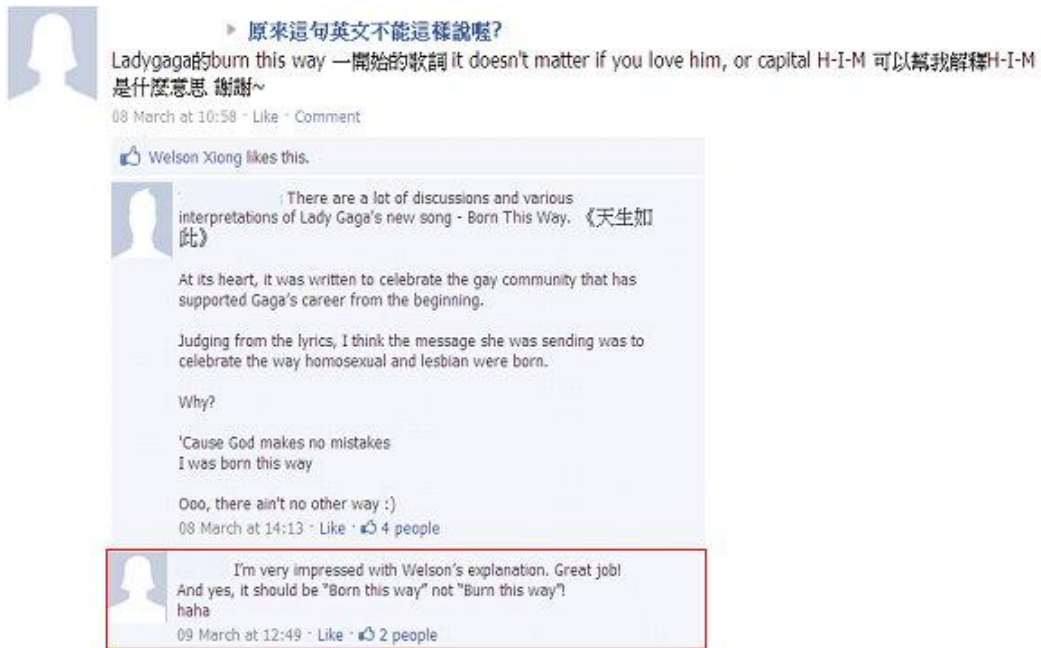 原來這句英文不能這樣說喔?
Ladygaga的burn this way 一開始的歌詞 it doesn't matter if you love him, or capital H-I-M 可以幫我解釋H-I-M
是什麼意思 謝謝~
08 March at 10:58 · Like · Comment
Welson Xiong likes this.
There are a lot of discussions and various
interpretations of Lady Gaga's new song - Born This Way. 《天生如
此》
At its heart, it was written to celebrate the gay community that has
supported Gaga's career from the beginning.
Judging from the lyrics, I think the message she was sending was to
celebrate the way homosexual and lesbian were born.
Why?
'Cause God makes no mistakes
I was born this way
Ooo, there ain't no other way :)
08 March at 14:13 · Like · 4 people
I'm very impressed with Welson's explanation. Great job!
And yes, it should be "Born this way" not "Burn this way"!
haha
09 March at 12:49 · Like · 2 people